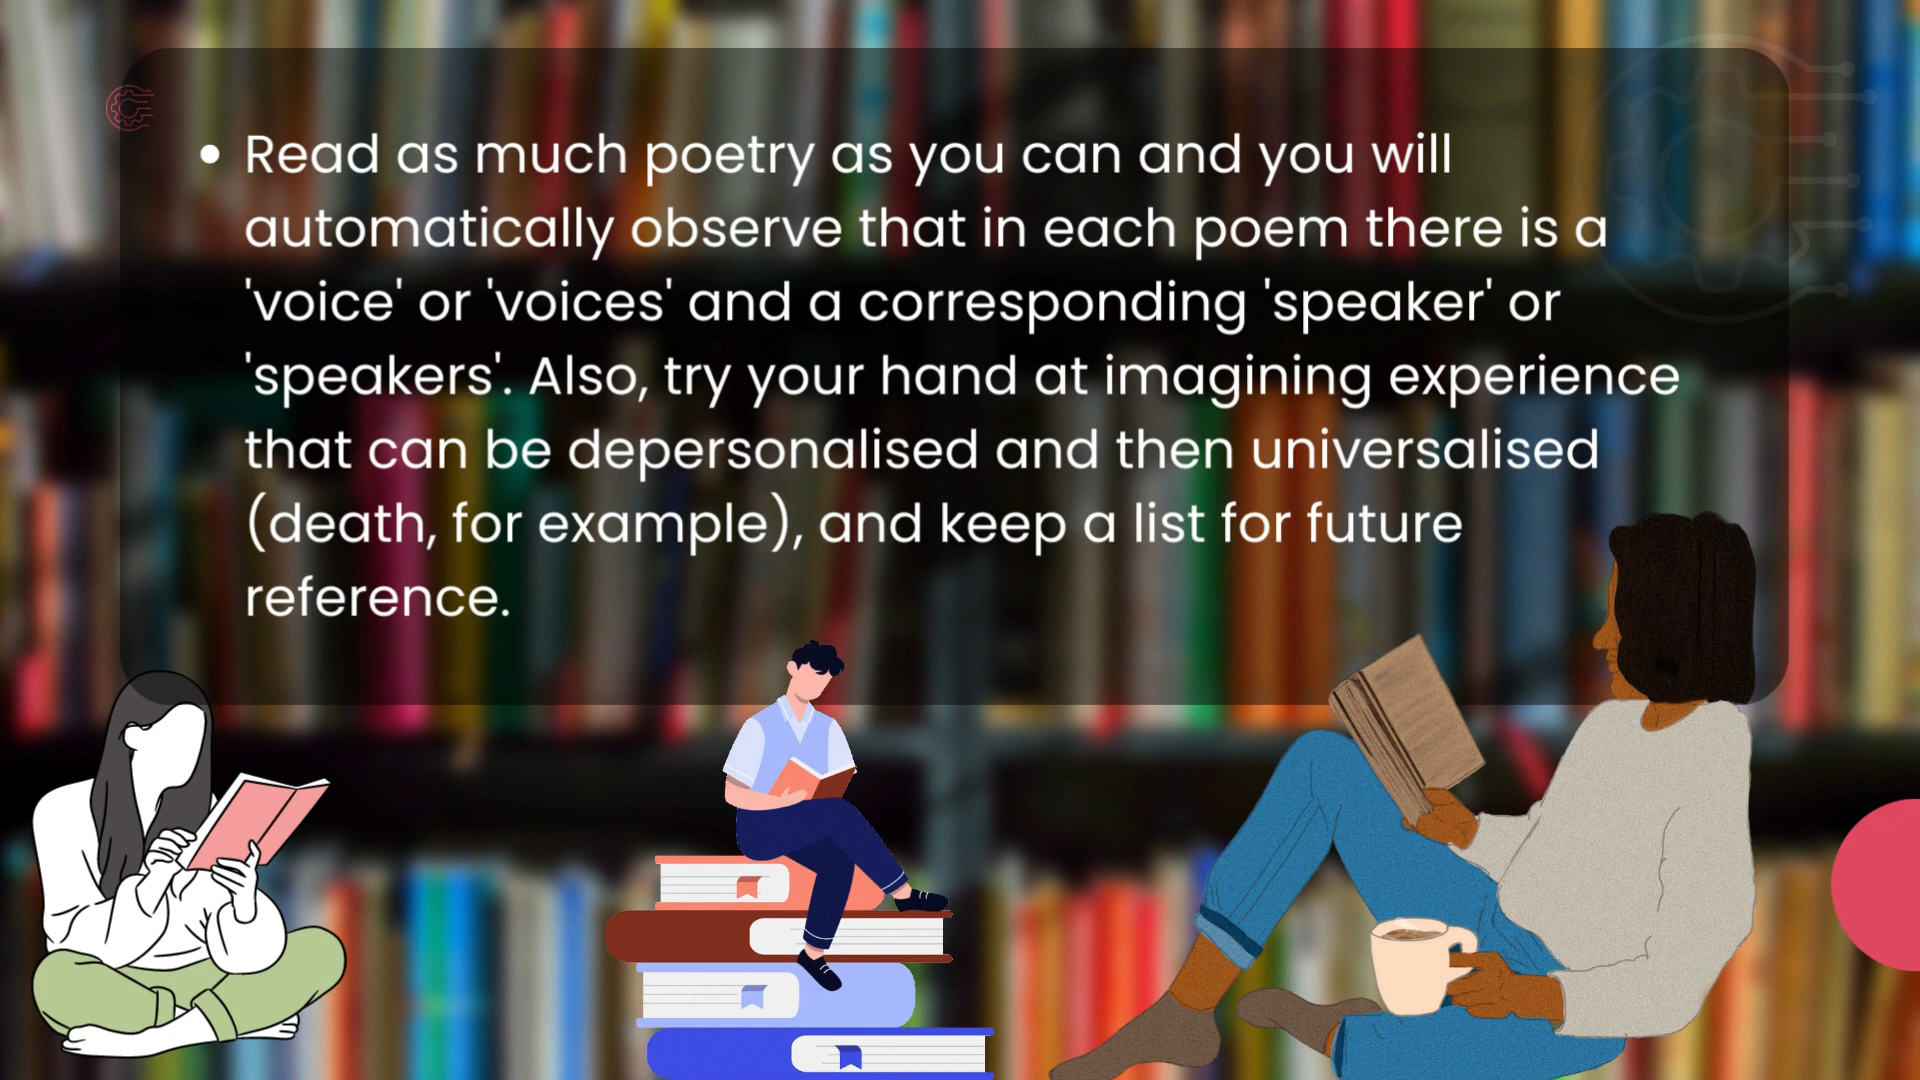 • Read as much poetry as you can and you will
automatically observe that in each poem there is a
'voice' or 'voices' and a corresponding 'speaker' or
'speakers'. Also, try your hand at imagining experience
that can be depersonalised and then universalised
(death, for example), and keep a list for future
reference.